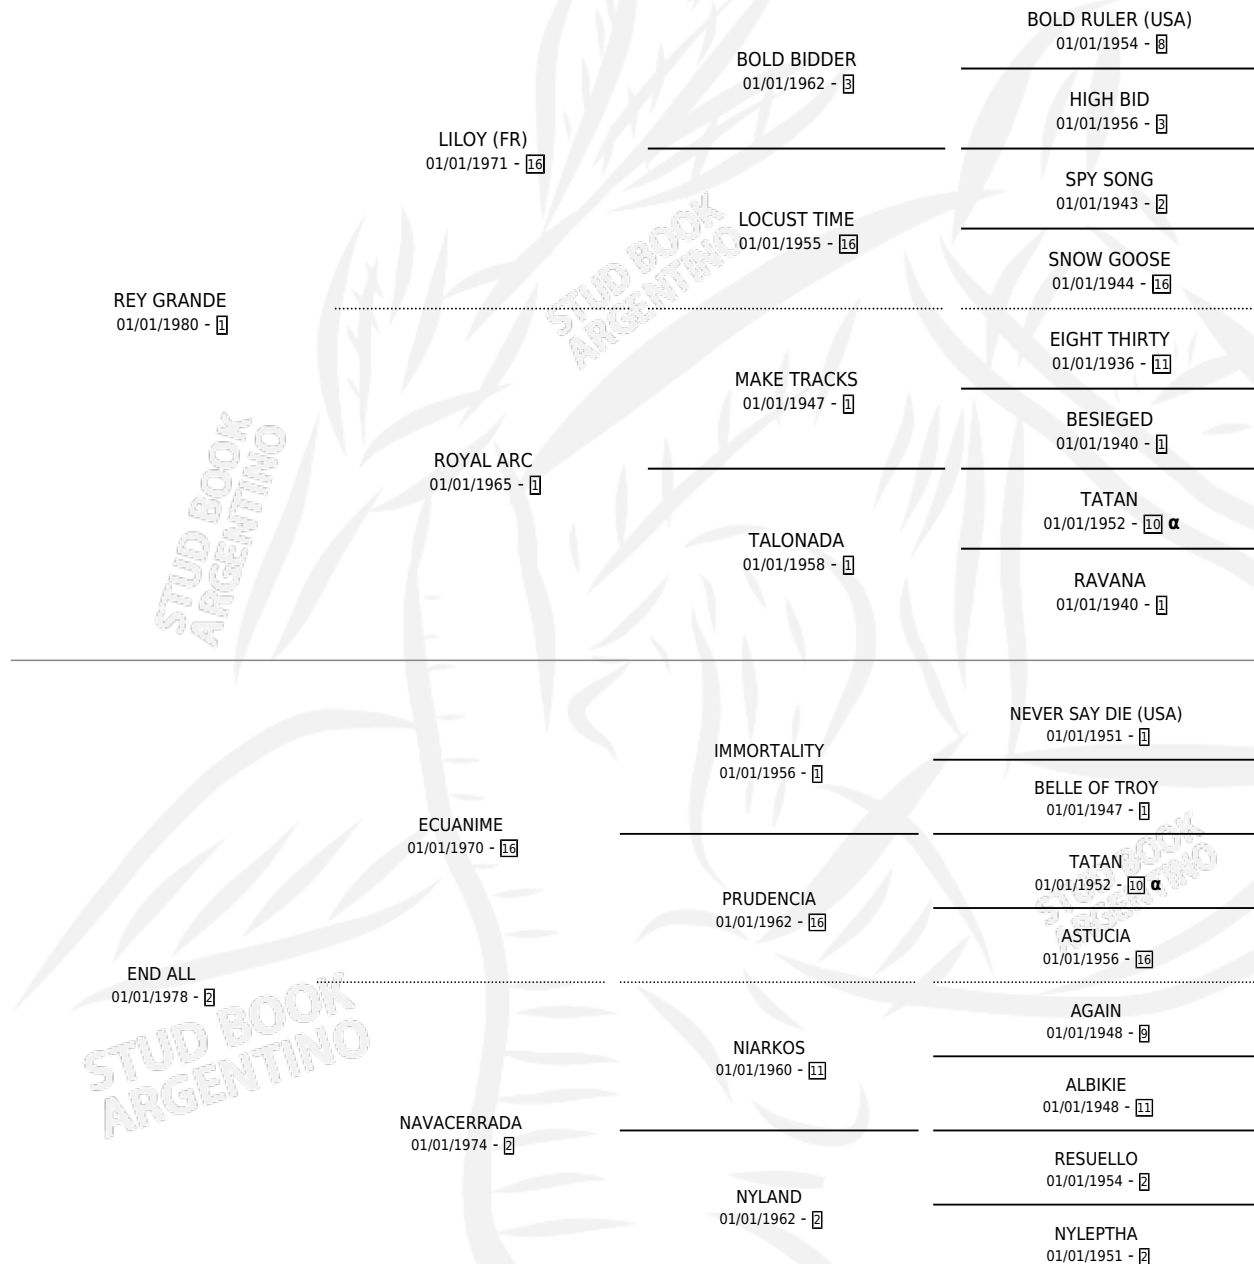 BOLD RULER (USA)
01/01/1954 - 8
BOLD BIDDER
01/01/1962 - 3
HIGH BID
01/01/1956 - 3
LILOY (FR)
01/01/1971 - 16
SPY SONG
01/01/1943 - 2
LOCUST TIME
01/01/1955 - 16
SNOW GOOSE
01/01/1944 - 16
STUD BOOK
ARGENTINO
REY GRANDE
01/01/1980 - 1
EIGHT THIRTY
01/01/1936 - 11
MAKE TRACKS
01/01/1947 - 1
BESIEGED
01/01/1940 - 1
ROYAL ARC
01/01/1965 - 1
TATAN
01/01/1952 - 10 α
TALONADA
01/01/1958 - 1
RAVANA
01/01/1940 - 1
STUD BOOK
ARGENTINO
NEVER SAY DIE (USA)
01/01/1951 - 1
IMMORTALITY
01/01/1956 - 1
BELLE OF TROY
01/01/1947 - 1
ECUANIME
01/01/1970 - 16
TATAN
01/01/1952 - 10 α
STUD BOOK
ARGENTINO
PRUDENCIA
01/01/1962 - 16
ASTUCIA
01/01/1956 - 16
END ALL
01/01/1978 - 2
STUD BOOK
ARGENTINO
AGAIN
01/01/1948 - 9
NIARKOS
01/01/1960 - 11
ALBIKIE
01/01/1948 - 11
NAVACERRADA
01/01/1974 - 2
RESUELLO
01/01/1954 - 2
NYLAND
01/01/1962 - 2
NYLEPTHA
01/01/1951 - 2